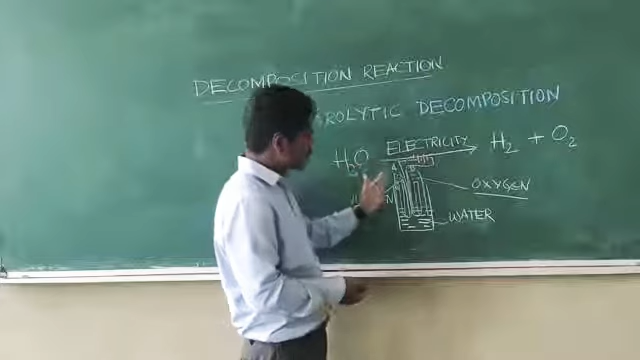 DECOMPOSITION REACTION
ROLYTIC DECOMPOSITION
H2O ELECTRICITY H2 + O2
A B
OXYGEN
WATER